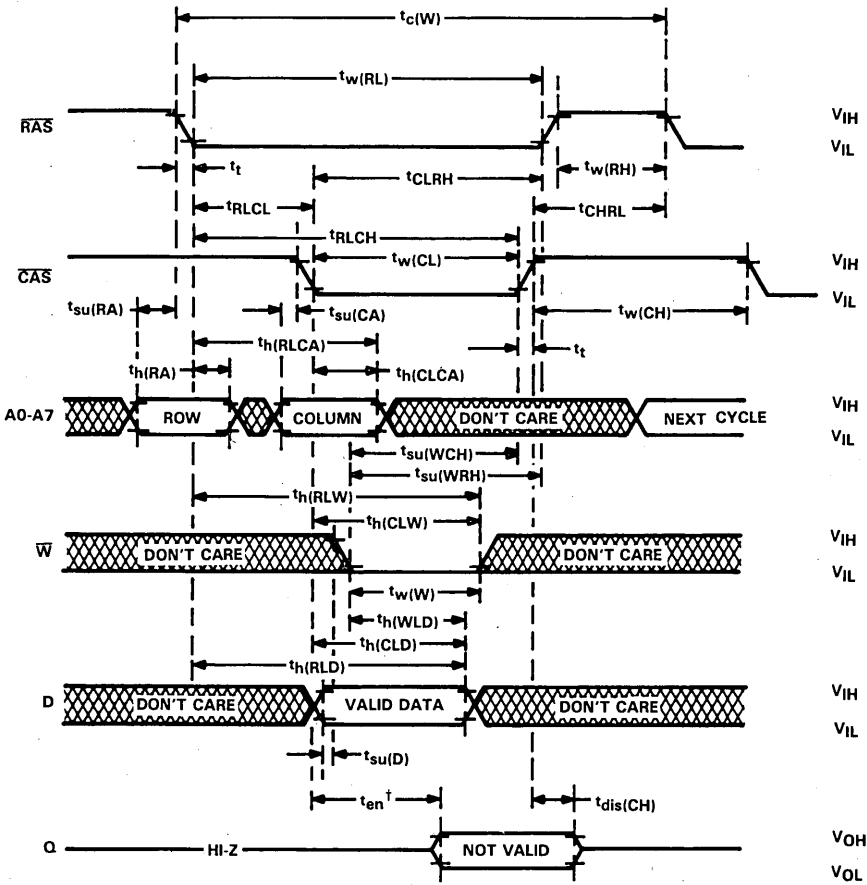 tc(W)
tw(RL)
RAS
VIH
VIL
tt
tCLRH
tw(RH)
tRLCL
tCHRL
tRLCH
CAS
tw(CL)
VIH
VIL
tsu(RA)
tsu(CA)
tw(CH)
th(RLCA)
th(RA)
th(CLCA)
tt
A0-A7
ROW
COLUMN
DON'T CARE
NEXT CYCLE
VIH
VIL
tsu(WCH)
tsu(WRH)
th(RLW)
th(CLW)
W
DON'T CARE
DON'T CARE
VIH
VIL
tw(W)
th(WLD)
th(CLD)
th(RLD)
D
DON'T CARE
VALID DATA
DON'T CARE
VIH
VIL
tsu(D)
ten†
tdis(CH)
Q
HI-Z
NOT VALID
VOH
VOL